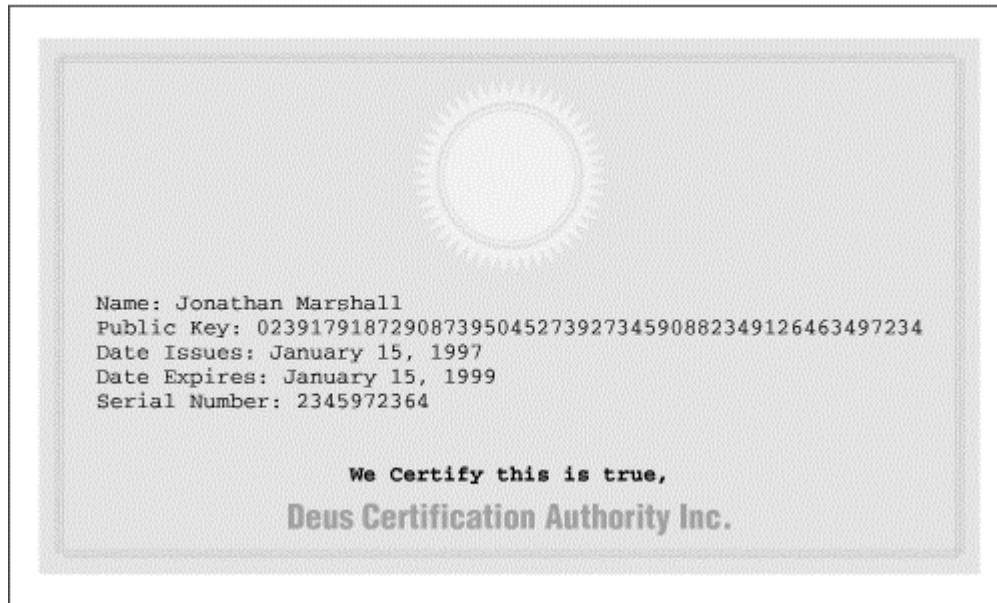 Name: Jonathan Marshall
Public Key: 02391791872908739504527392734590882349126463497234
Date Issues: January 15, 1997
Date Expires: January 15, 1999
Serial Number: 2345972364
We Certify this is true,
Deus Certification Authority Inc.